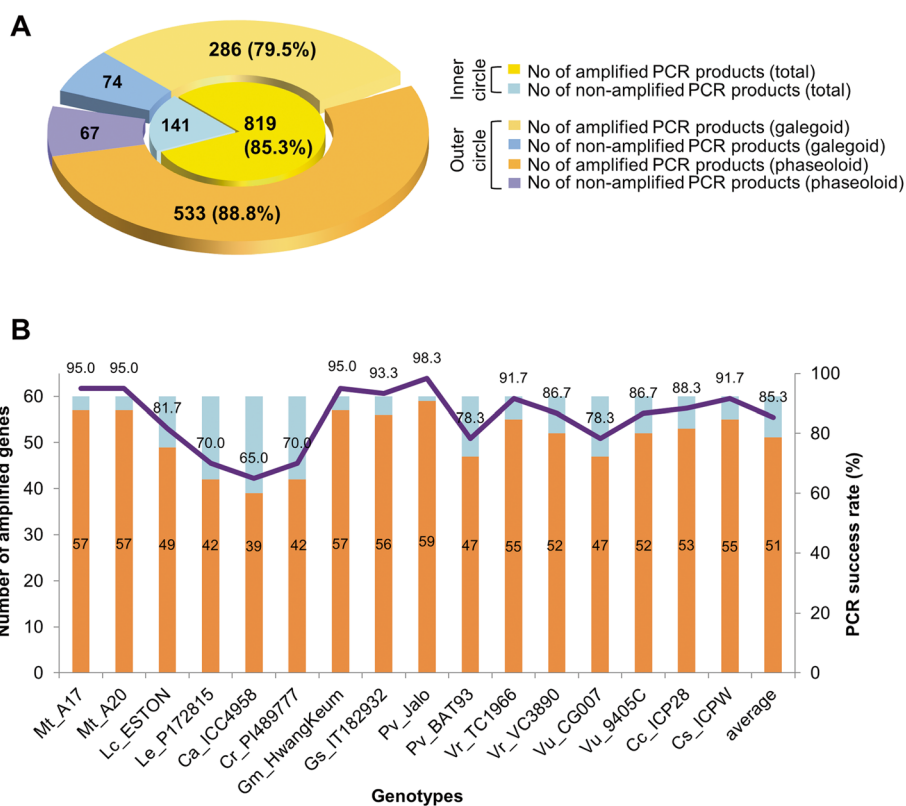 A
286 (79.5%)
74
67
141
819
(85.3%)
533 (88.8%)
Inner
circle
No of amplified PCR products (total)
No of non-amplified PCR products (total)
Outer
circle
No of amplified PCR products (galegoid)
No of non-amplified PCR products (galegoid)
No of amplified PCR products (phaseoloid)
No of non-amplified PCR products (phaseoloid)
B
Number of amplified genes
60
50
40
30
20
10
0
95.0 95.0 81.7 70.0 65.0 70.0 95.0 93.3 98.3 78.3 91.7 86.7 78.3 86.7 88.3 91.7 85.3
57 57 49 42 39 42 57 56 59 47 55 52 47 52 53 55 51
100
80
60
40
20
0
PCR success rate (%)
Mt_A17
Mt_A20
Lc_ESTON
Le_P172815
Ca_ICC4958
Cr_PI489777
Gm_HwangKeum
Gs_IT182932
Pv_Jalo
Pv_BAT93
Vr_TC1966
Vr_VC3890
Vu_CG007
Vu_9405C
Cc_ICP28
Cs_ICPW
average
Genotypes